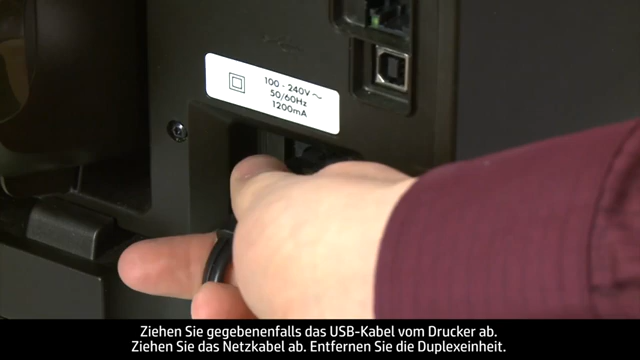 100 - 240V ~
50/60Hz
1200mA
Ziehen Sie gegebenenfalls das USB-Kabel vom Drucker ab.
Ziehen Sie das Netzkabel ab. Entfernen Sie die Duplexeinheit.